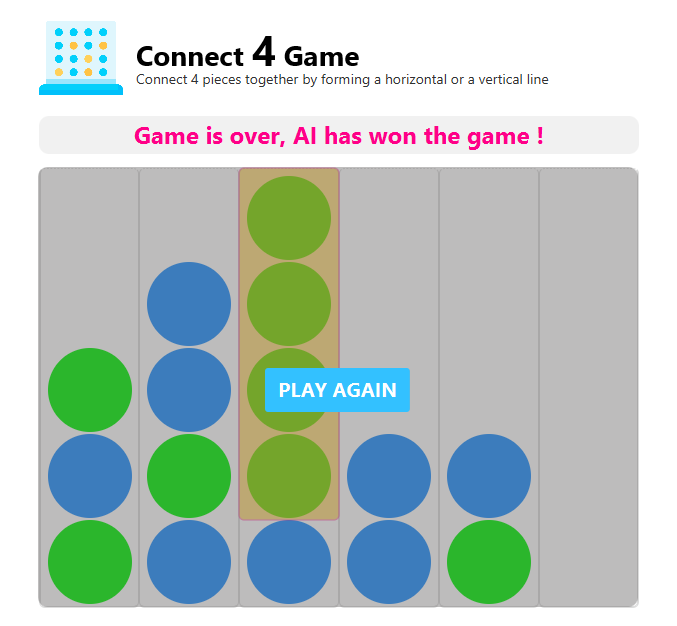 Connect 4 Game
Connect 4 pieces together by forming a horizontal or a vertical line
Game is over, AI has won the game !
PLAY AGAIN